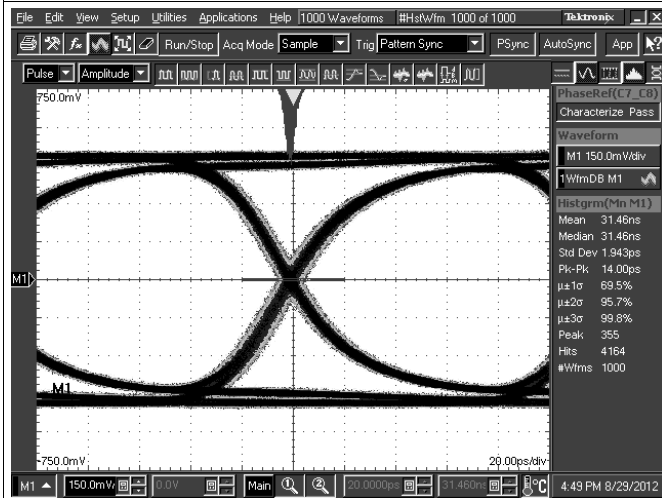 File Edit View Setup Utilities Applications Help 1000 Waveforms #HstWfm 1000 of 1000 Tektronix
Run/Stop Acq Mode Sample Trig Pattern Sync PSync AutoSync App
Pulse Amplitude
750.0mV
PhaseRef(C7_C8)
Characterize Pass
Waveform
M1 150.0mV/div
1WfmDB M1
Histgrm(Mn M1)
Mean 31.46ns
Median 31.46ns
Std Dev 1.943ps
Pk-Pk 14.00ps
µ±1σ 69.5%
µ±2σ 95.7%
µ±3σ 99.8%
Peak 355
Hits 4164
#Wfms 1000
M1
M1
-750.0mV
20.00ps/div
M1 150.0mV 0.0V Main 1 2 20.0000ps 31.460n °C 4:49 PM 8/29/2012